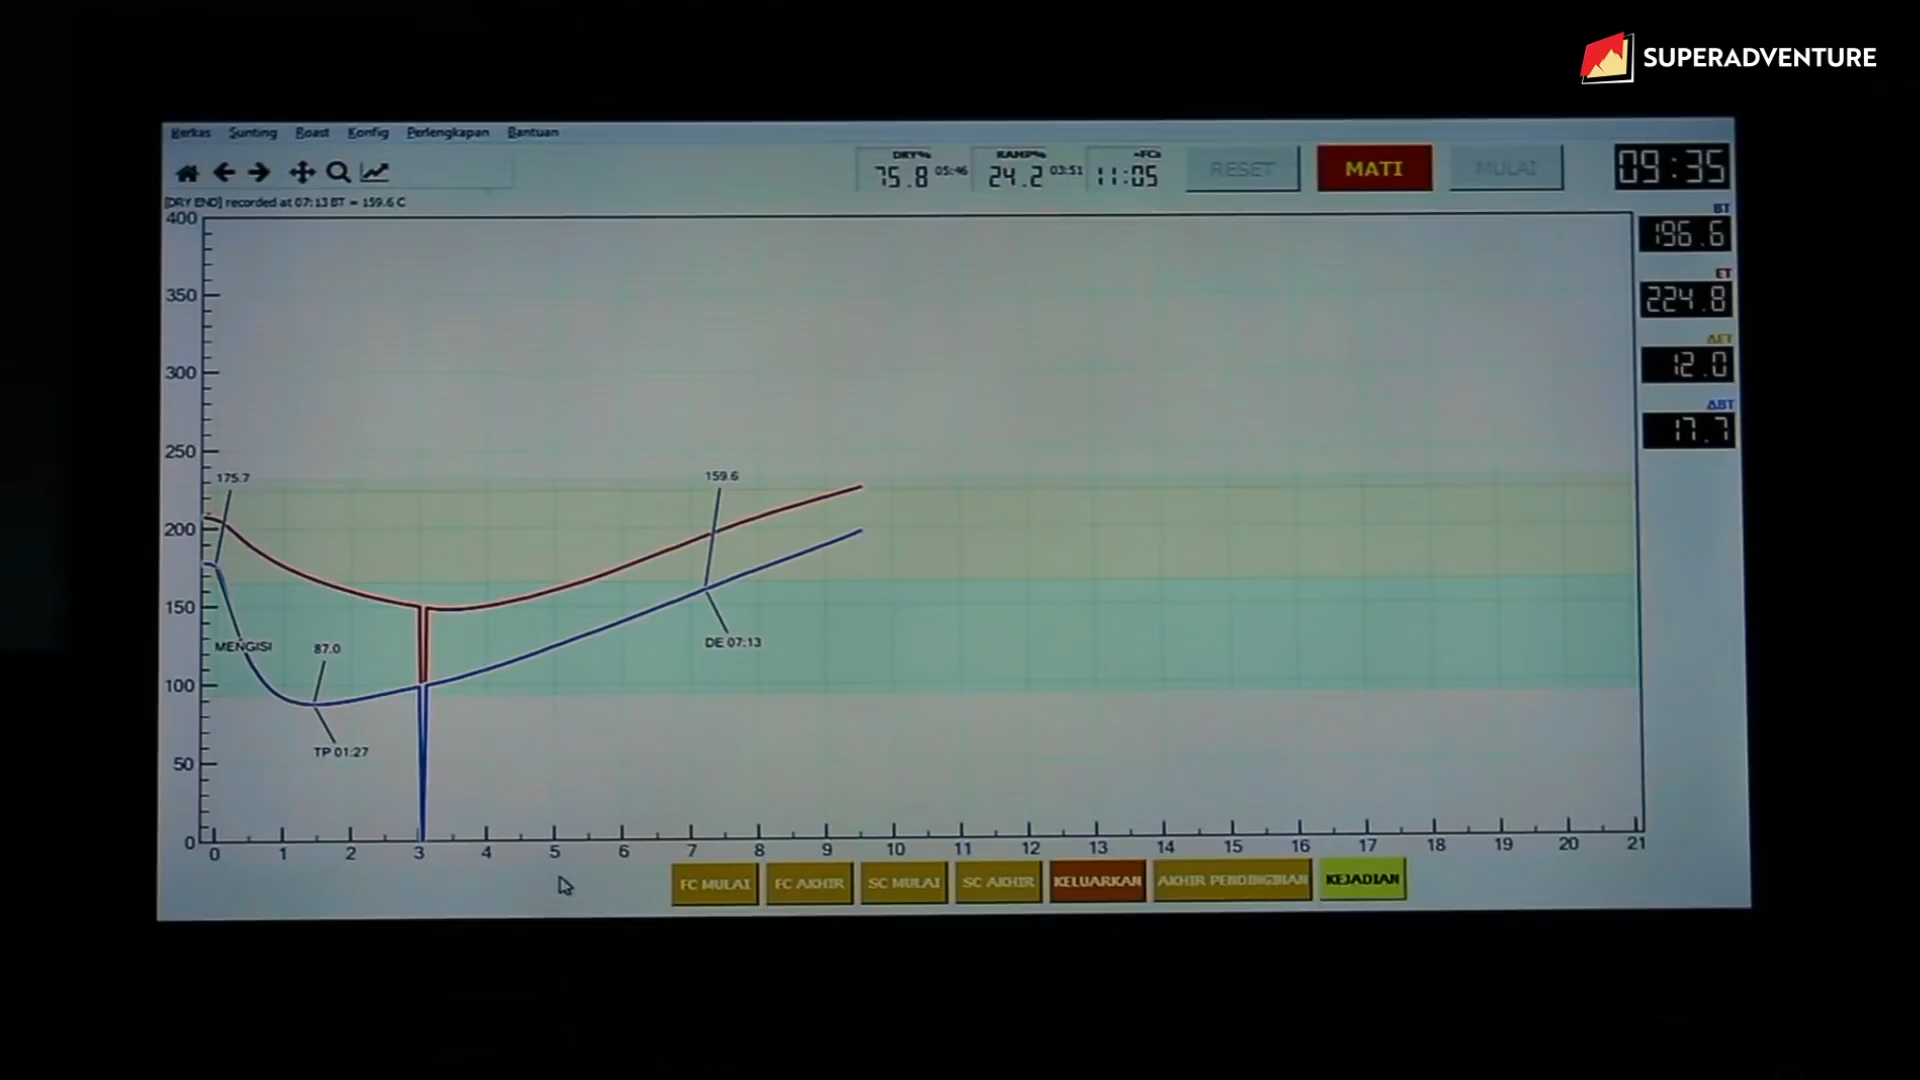 SUPERADVENTURE
Berkas Sunting Roast Konfig Perlengkapan Bantuan
DRY% RAMP% →FCs
75.8 05:46 24.2 03:51 11:05 RESET MATI MULAI 09:35
[DRY END] recorded at 07:13 BT = 159.6 C
BT
196.6
ET
224.8
ΔET
12.0
ΔBT
17.7
400
350
300
250
200
150
100
50
0
175.7
159.6
MENGISI
87.0
DE 07:13
TP 01:27
0 1 2 3 4 5 6 7 8 9 10 11 12 13 14 15 16 17 18 19 20 21
FC MULAI FC AKHIR SC MULAI SC AKHIR KELUARKAN AKHIR PENDINGINAN KEJADIAN